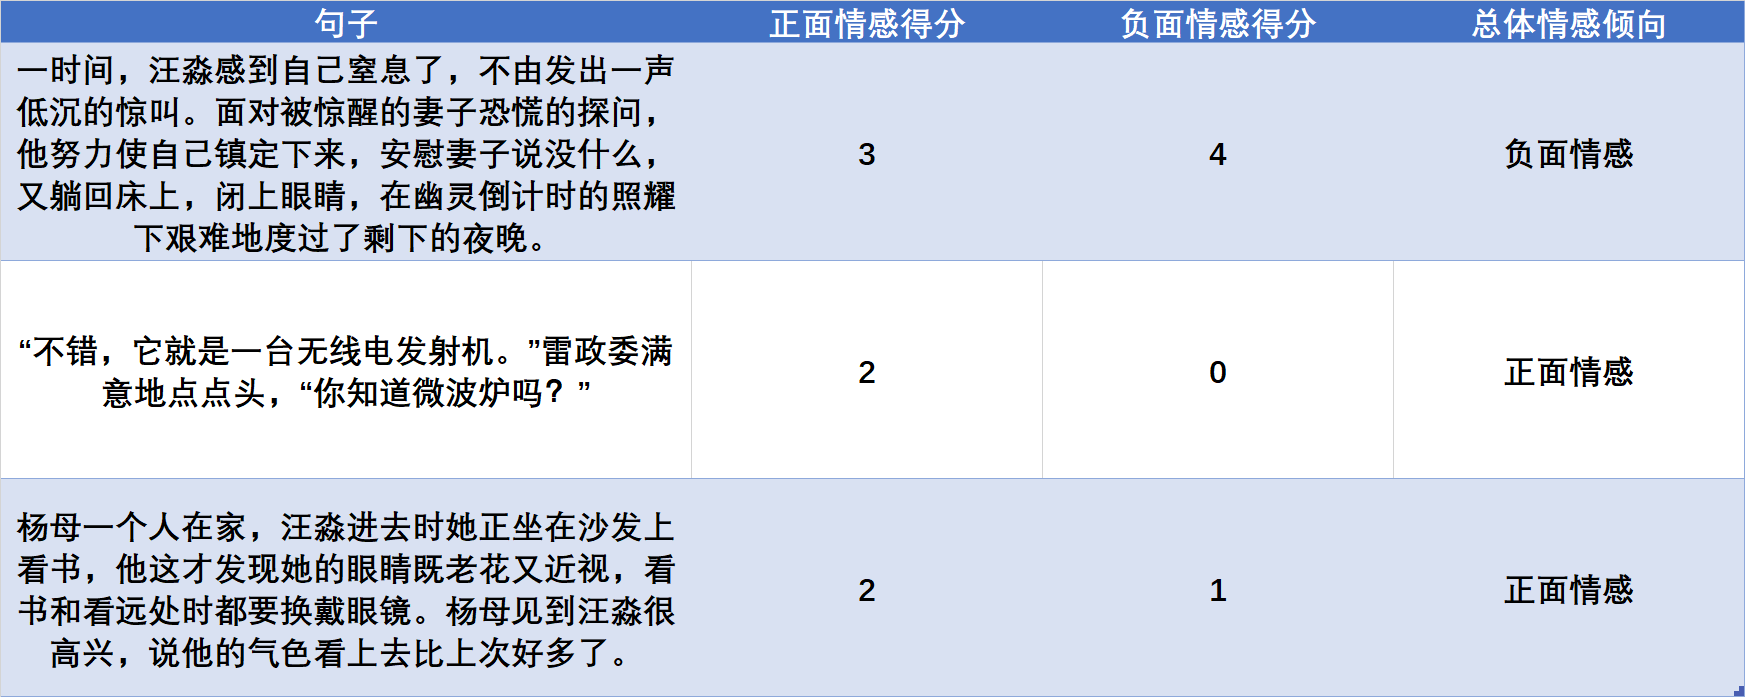 句子 正面情感得分 负面情感得分 总体情感倾向
一时间，汪淼感到自己窒息了，不由发出一声
低沉的惊叫。面对被惊醒的妻子恐慌的探问，
他努力使自己镇定下来，安慰妻子说没什么，
又躺回床上，闭上眼睛，在幽灵倒计时的照耀
下艰难地度过了剩下的夜晚。
3 4 负面情感
“不错，它就是一台无线电发射机。”雷政委满
意地点点头，“你知道微波炉吗？”
2 0 正面情感
杨母一个人在家，汪淼进去时她正坐在沙发上
看书，他这才发现她的眼睛既老花又近视，看
书和看远处时都要换戴眼镜。杨母见到汪淼很
高兴，说他的气色看上去比上次好多了。
2 1 正面情感